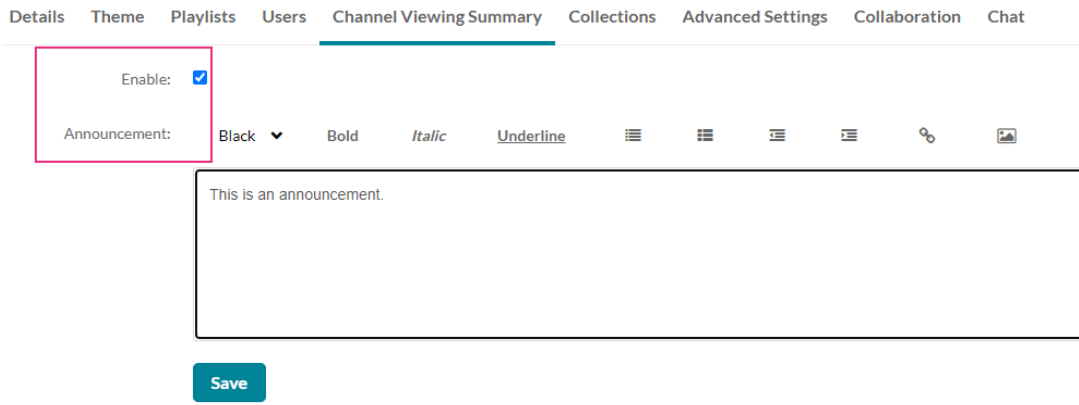 Details Theme Playlists Users Channel Viewing Summary Collections Advanced Settings Collaboration Chat
Enable:
Announcement: Black Bold Italic Underline
This is an announcement.
Save